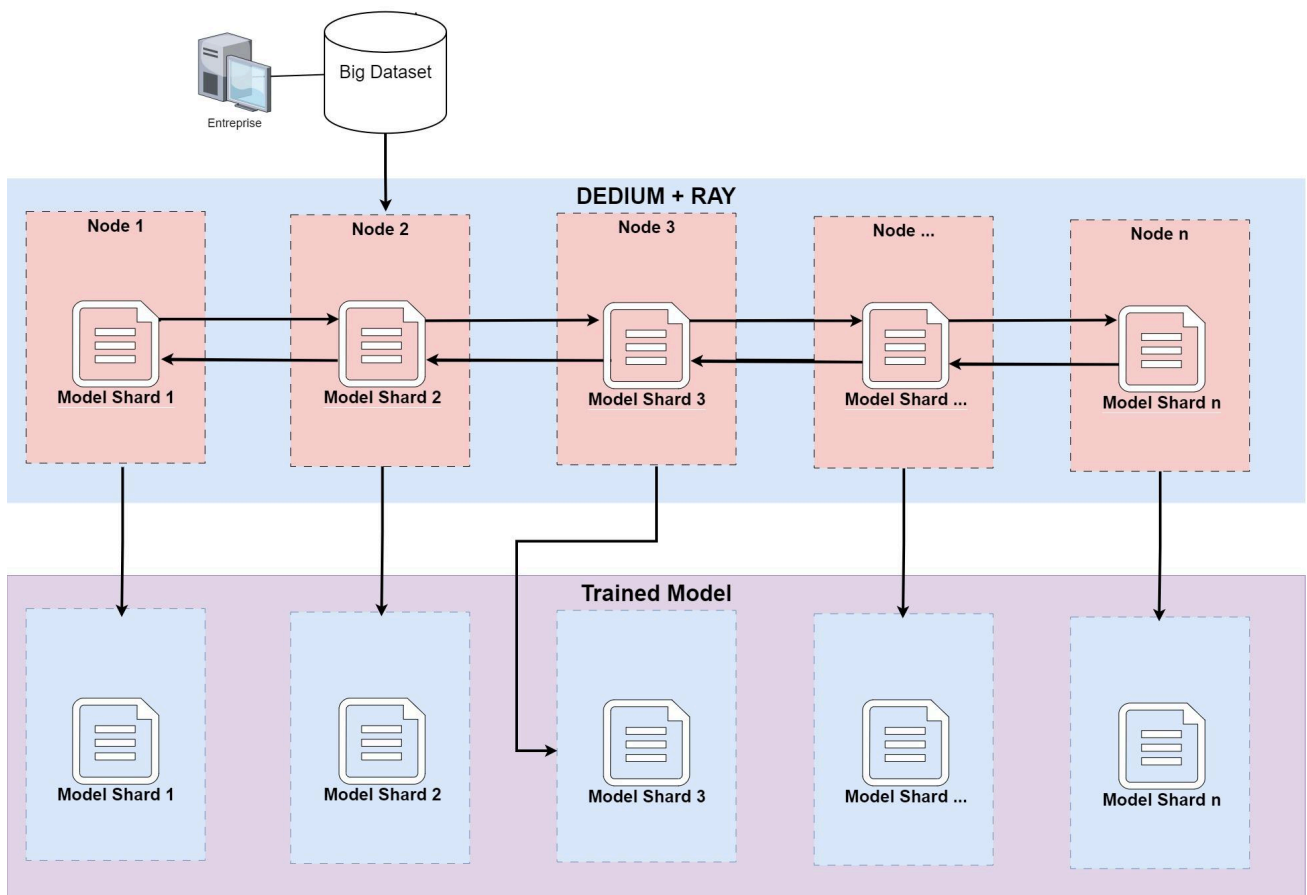 Big Dataset
Entreprise
DEDIUM + RAY
Node 1
Node 2
Node 3
Node ...
Node n
Model Shard 1
Model Shard 2
Model Shard 3
Model Shard ...
Model Shard n
Trained Model
Model Shard 1
Model Shard 2
Model Shard 3
Model Shard ...
Model Shard n